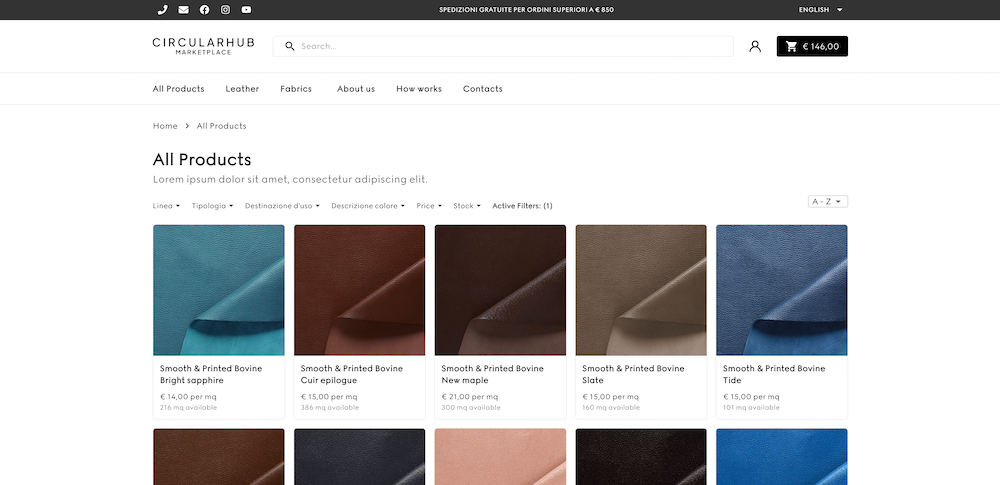 SPEDIZIONI GRATUITE PER ORDINI SUPERIORI A € 850
ENGLISH
CIRCULARHUB
MARKETPLACE
Search...
€ 146,00
All Products
Leather
Fabrics
About us
How works
Contacts
Home > All Products
All Products
Lorem ipsum dolor sit amet, consectetur adipiscing elit.
Linea
Tipologia
Destinazione d'uso
Descrizione colore
Price
Stock
Active Filters: (1)
A - Z
Smooth & Printed Bovine
Bright sapphire
€ 14,00 per mq
216 mq available
Smooth & Printed Bovine
Cuir epilogue
€ 15,00 per mq
386 mq available
Smooth & Printed Bovine
New maple
€ 21,00 per mq
300 mq available
Smooth & Printed Bovine
Slate
€ 15,00 per mq
160 mq available
Smooth & Printed Bovine
Tide
€ 15,00 per mq
101 mq available